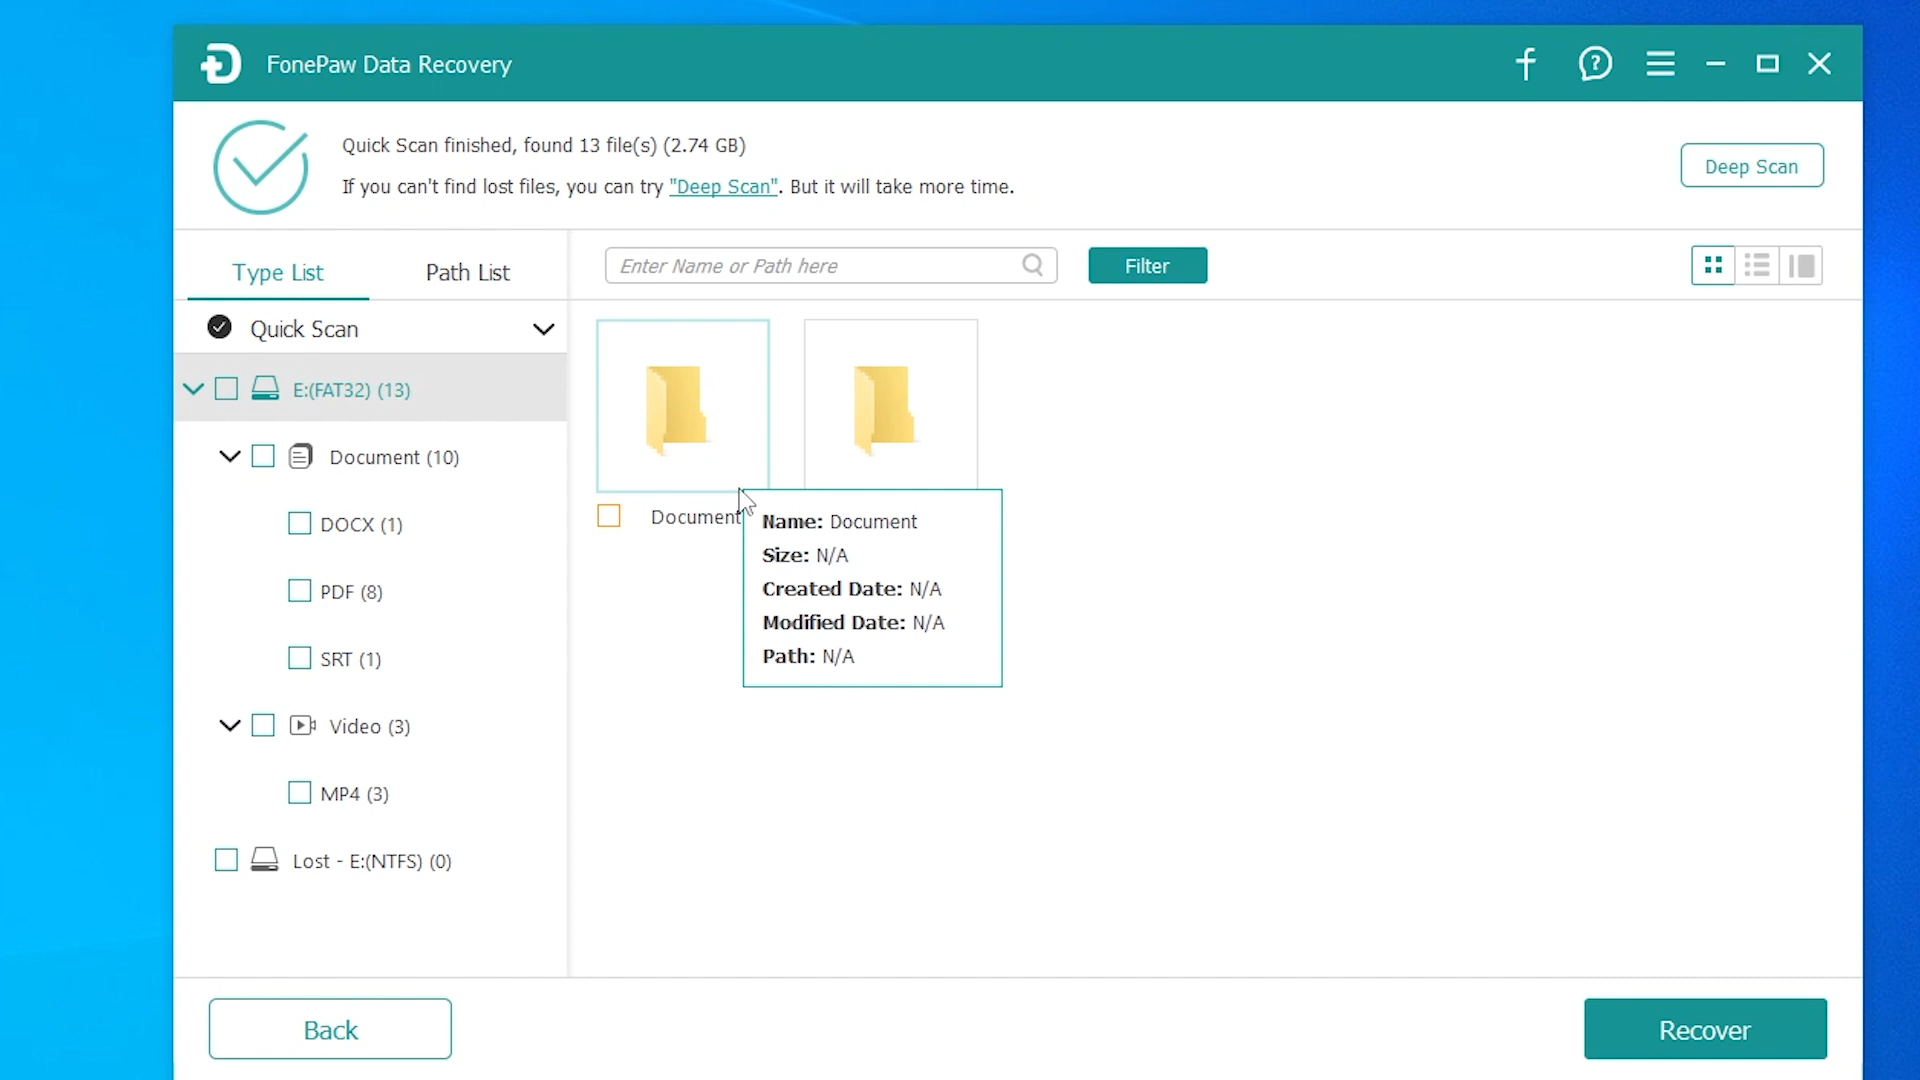 FonePaw Data Recovery
Quick Scan finished, found 13 file(s) (2.74 GB)
If you can't find lost files, you can try "Deep Scan". But it will take more time.
Deep Scan
Type List
Path List
Enter Name or Path here
Filter
Quick Scan
E:(FAT32) (13)
Document (10)
DOCX (1)
PDF (8)
SRT (1)
Video (3)
MP4 (3)
Lost - E:(NTFS) (0)
Document
Name: Document
Size: N/A
Created Date: N/A
Modified Date: N/A
Path: N/A
Back
Recover